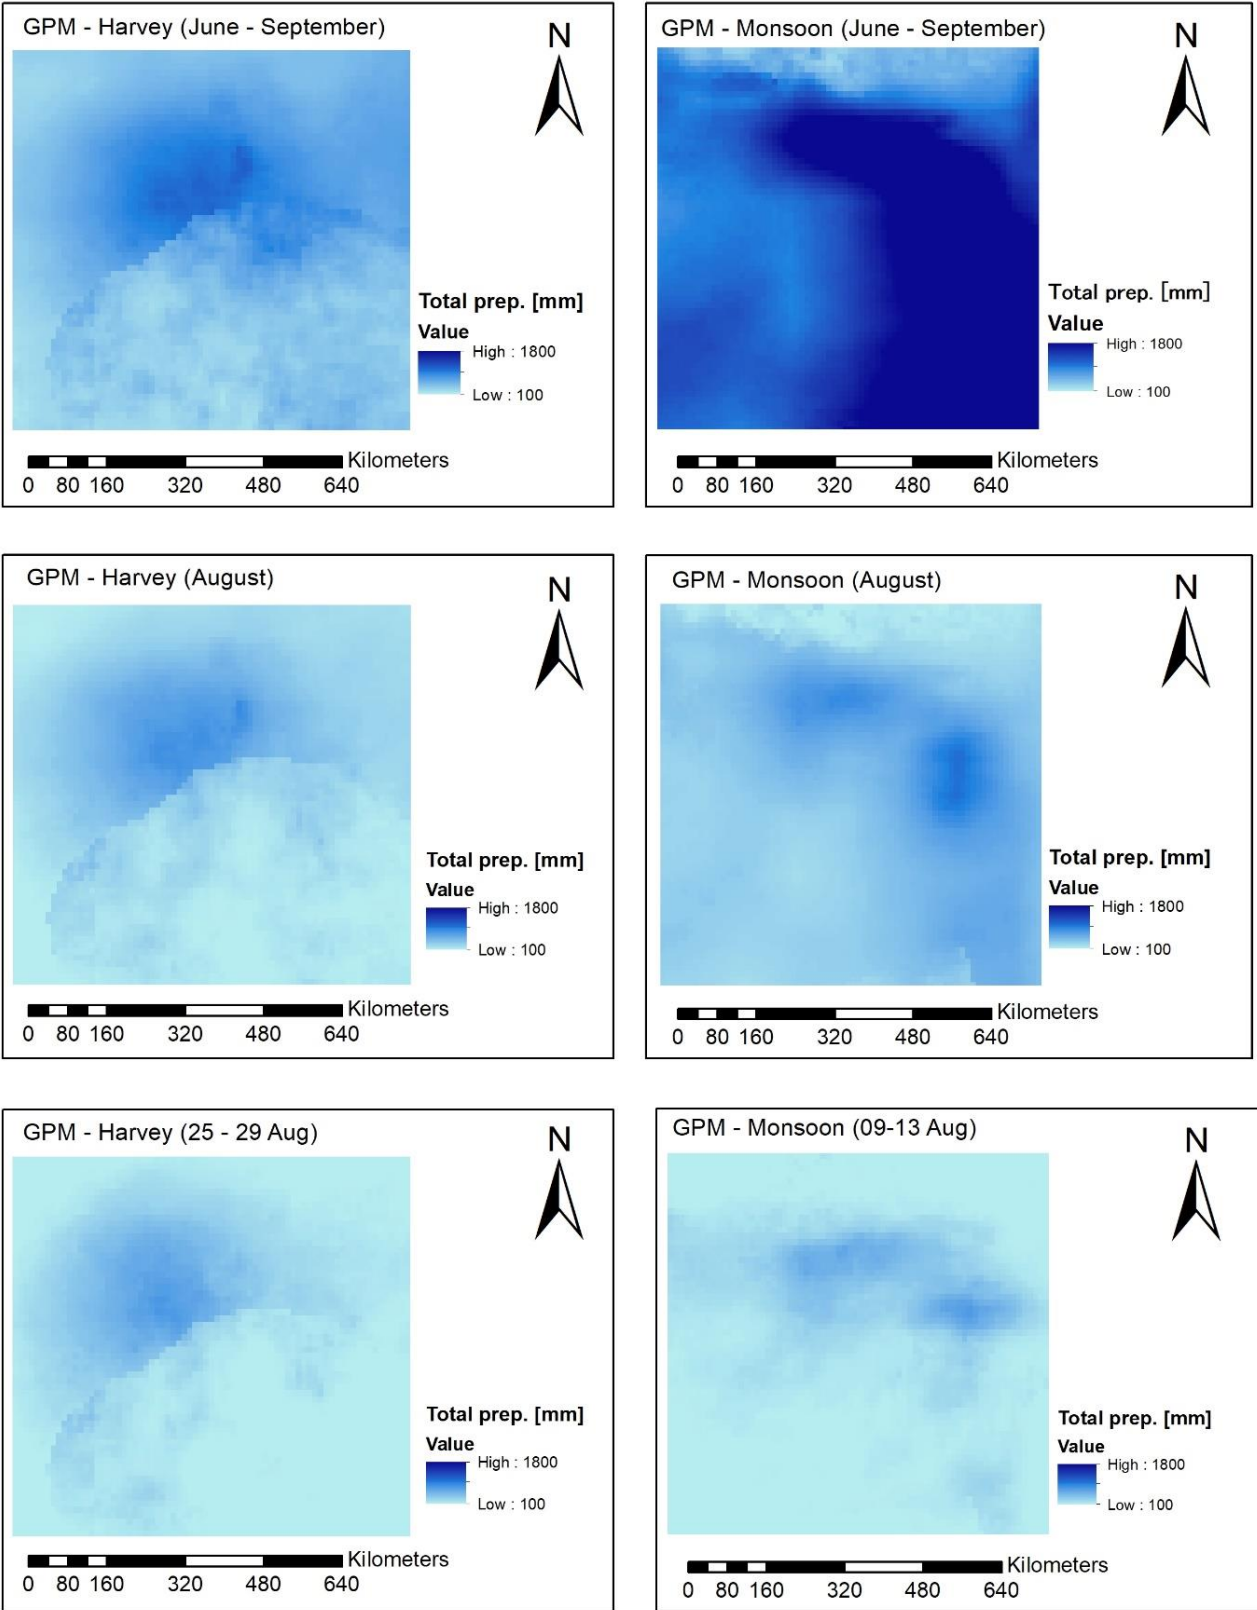 GPM - Harvey (June - September)
N
Total prep. [mm]
Value
High : 1800
Low : 100
Kilometers
0 80 160 320 480 640
GPM - Monsoon (June - September)
N
Total prep. [mm]
Value
High : 1800
Low : 100
Kilometers
0 80 160 320 480 640
GPM - Harvey (August)
N
Total prep. [mm]
Value
High : 1800
Low : 100
Kilometers
0 80 160 320 480 640
GPM - Monsoon (August)
N
Total prep. [mm]
Value
High : 1800
Low : 100
Kilometers
0 80 160 320 480 640
GPM - Harvey (25 - 29 Aug)
N
Total prep. [mm]
Value
High : 1800
Low : 100
Kilometers
0 80 160 320 480 640
GPM - Monsoon (09-13 Aug)
N
Total prep. [mm]
Value
High : 1800
Low : 100
Kilometers
0 80 160 320 480 640